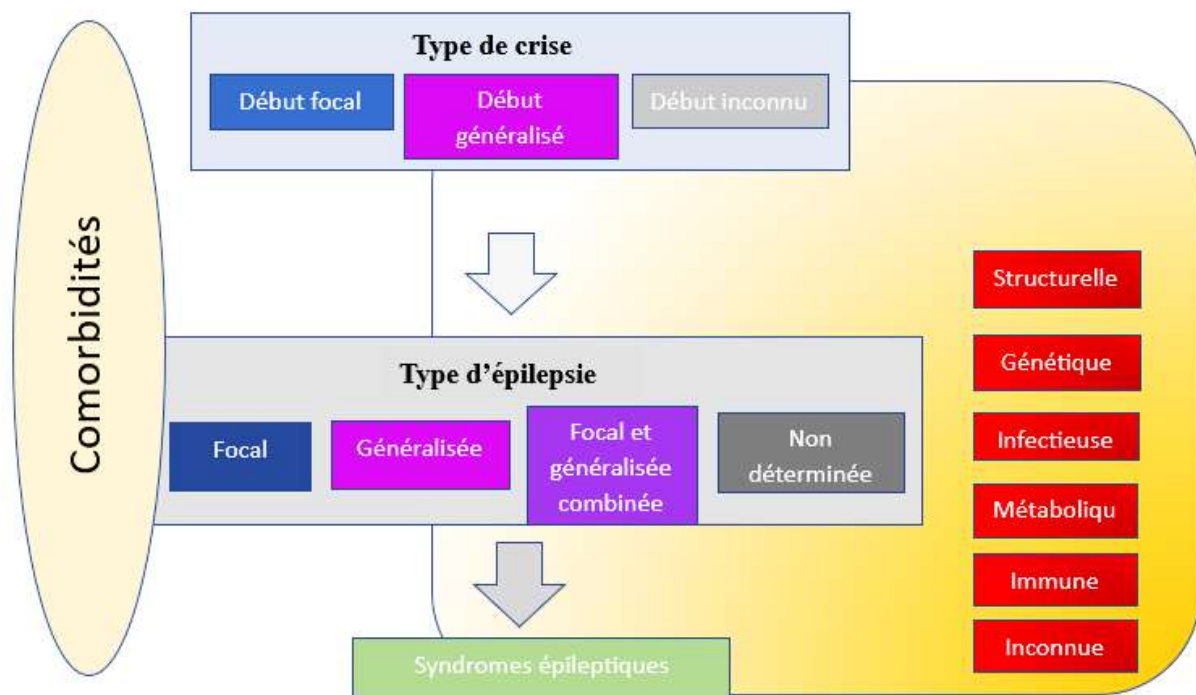 Type de crise
Début focal
Début
généralisé
Début inconnu
Comorbidités
Type d'épilepsie
Focal
Généralisée
Focal et
généralisée
combinée
Non
déterminée
Syndromes épileptiques
Structurelle
Génétique
Infectieuse
Métaboliqu
Immune
Inconnue